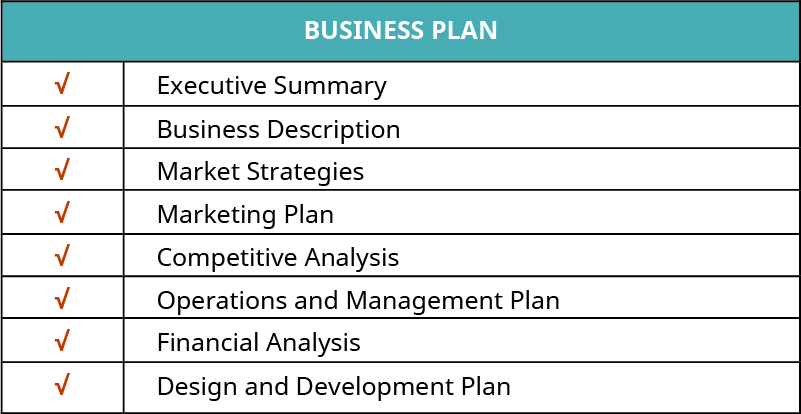 BUSINESS PLAN
√ Executive Summary
√ Business Description
√ Market Strategies
√ Marketing Plan
√ Competitive Analysis
√ Operations and Management Plan
√ Financial Analysis
√ Design and Development Plan